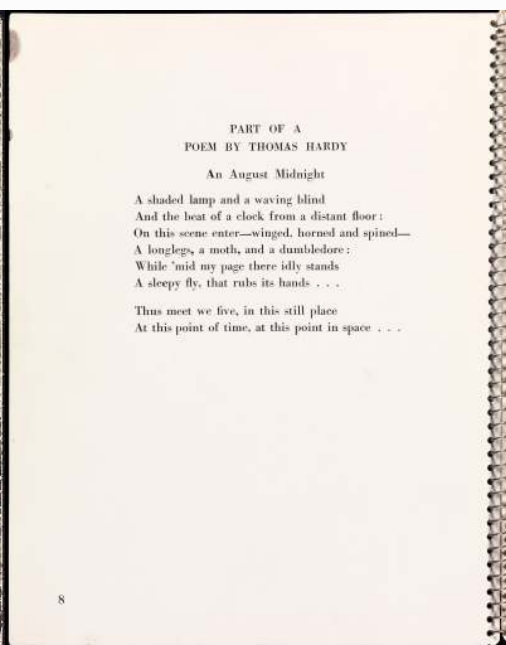 PART OF A
POEM BY THOMAS HARDY
An August Midnight
A shaded lamp and a waving blind
And the beat of a clock from a distant floor:
On this scene enter—winged, horned and spined—
A longlegs, a moth, and a dumbledore:
While 'mid my page there idly stands
A sleepy fly, that rubs its hands . . .
Thus meet we five, in this still place
At this point of time, at this point in space . . .
8